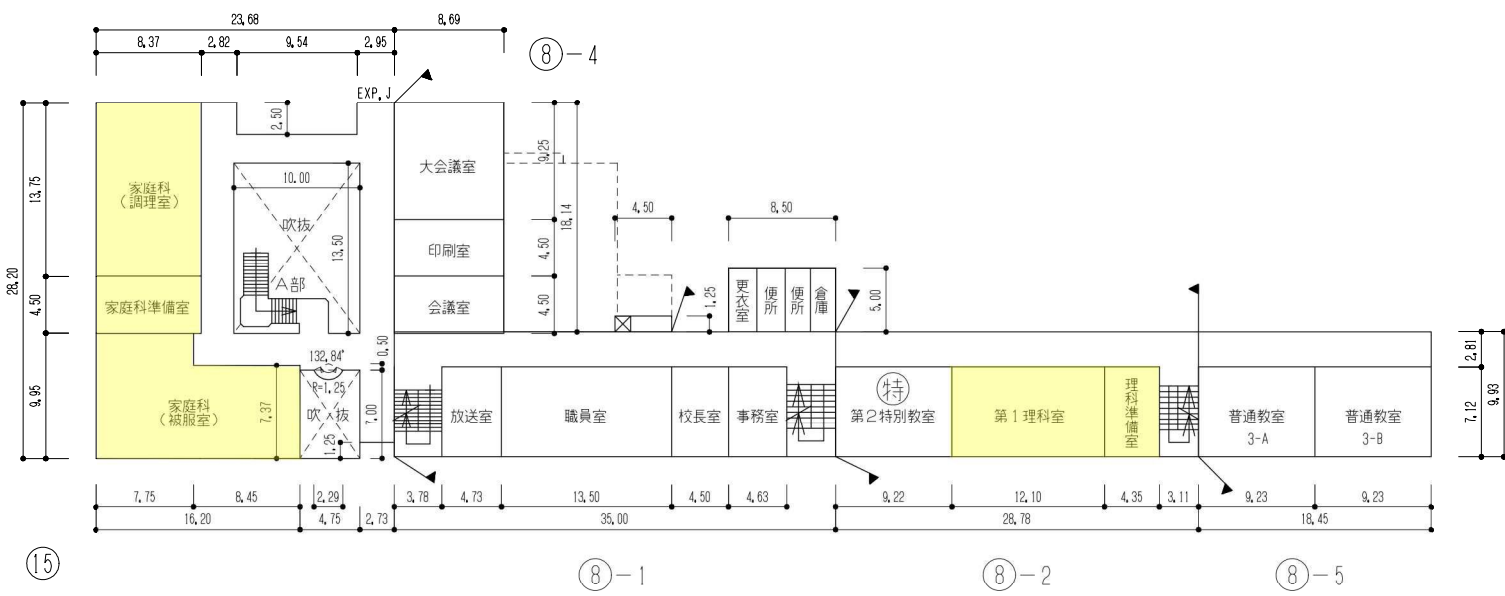 23.68
8.69
8.37
2.82
9.54
2.95
⑧-4
EXP.J
2.50
28.20
13.75
4.50
9.95
家庭科
(調理室)
10.00
吹抜
13.50
A部
家庭科準備室
大会議室
印刷室
会議室
9.25
4.50
4.50
18.14
4.50
1.25
8.50
更衣室
便所
便所
倉庫
5.00
家庭科
(被服室)
7.37
132.84°
R=1.25
吹抜
1.25
0.50
7.00
放送室
職員室
校長室
事務室
特
第2特別教室
第1理科室
理科準備室
普通教室
3-A
普通教室
3-B
2.81
7.12
9.93
7.75
8.45
2.29
3.78
4.73
13.50
4.50
4.63
9.22
12.10
4.35
3.11
9.23
9.23
16.20
4.75
2.73
35.00
28.78
18.45
⑮
⑧-1
⑧-2
⑧-5